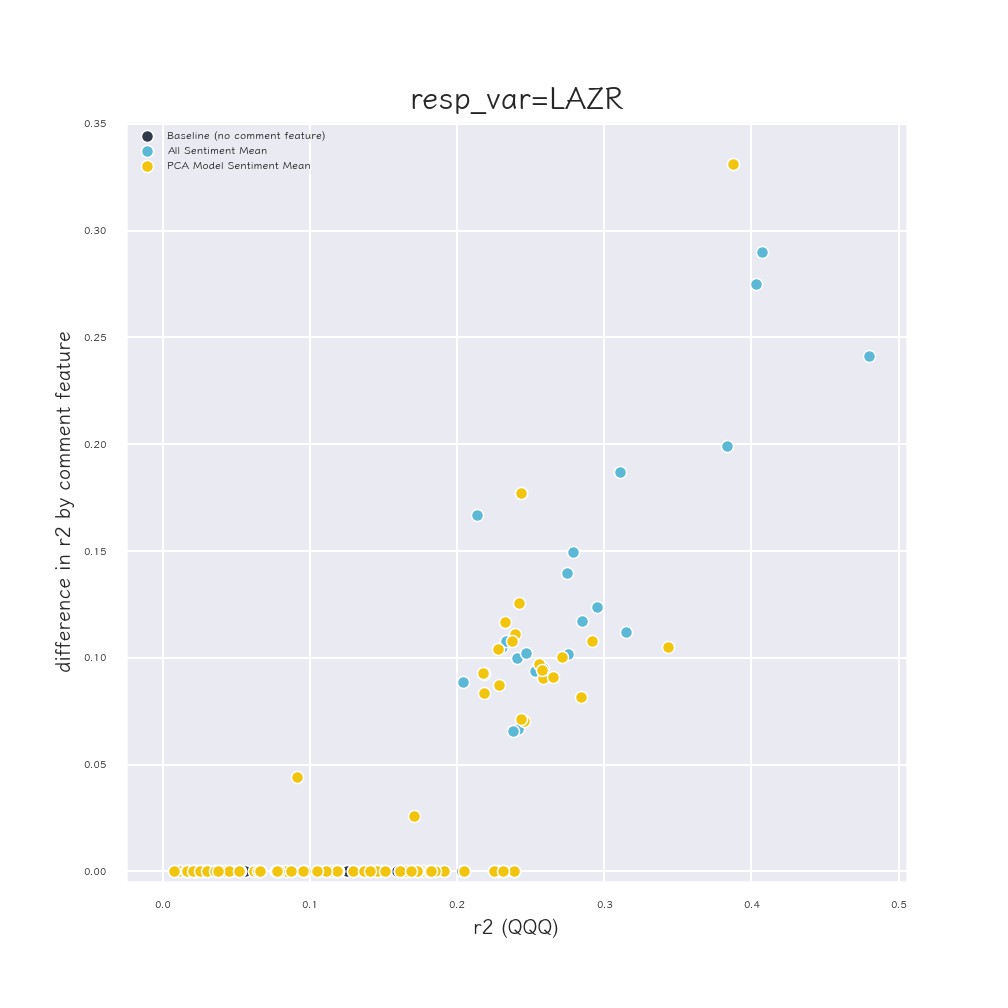 resp_var=LAZR
0.35
Baseline (no comment feature)
All Sentiment Mean
PCA Model Sentiment Mean
0.30
0.25
0.20
0.15
0.10
0.05
0.00
difference in r2 by comment feature
0.0 0.1 0.2 0.3 0.4 0.5
r2 (QQQ)